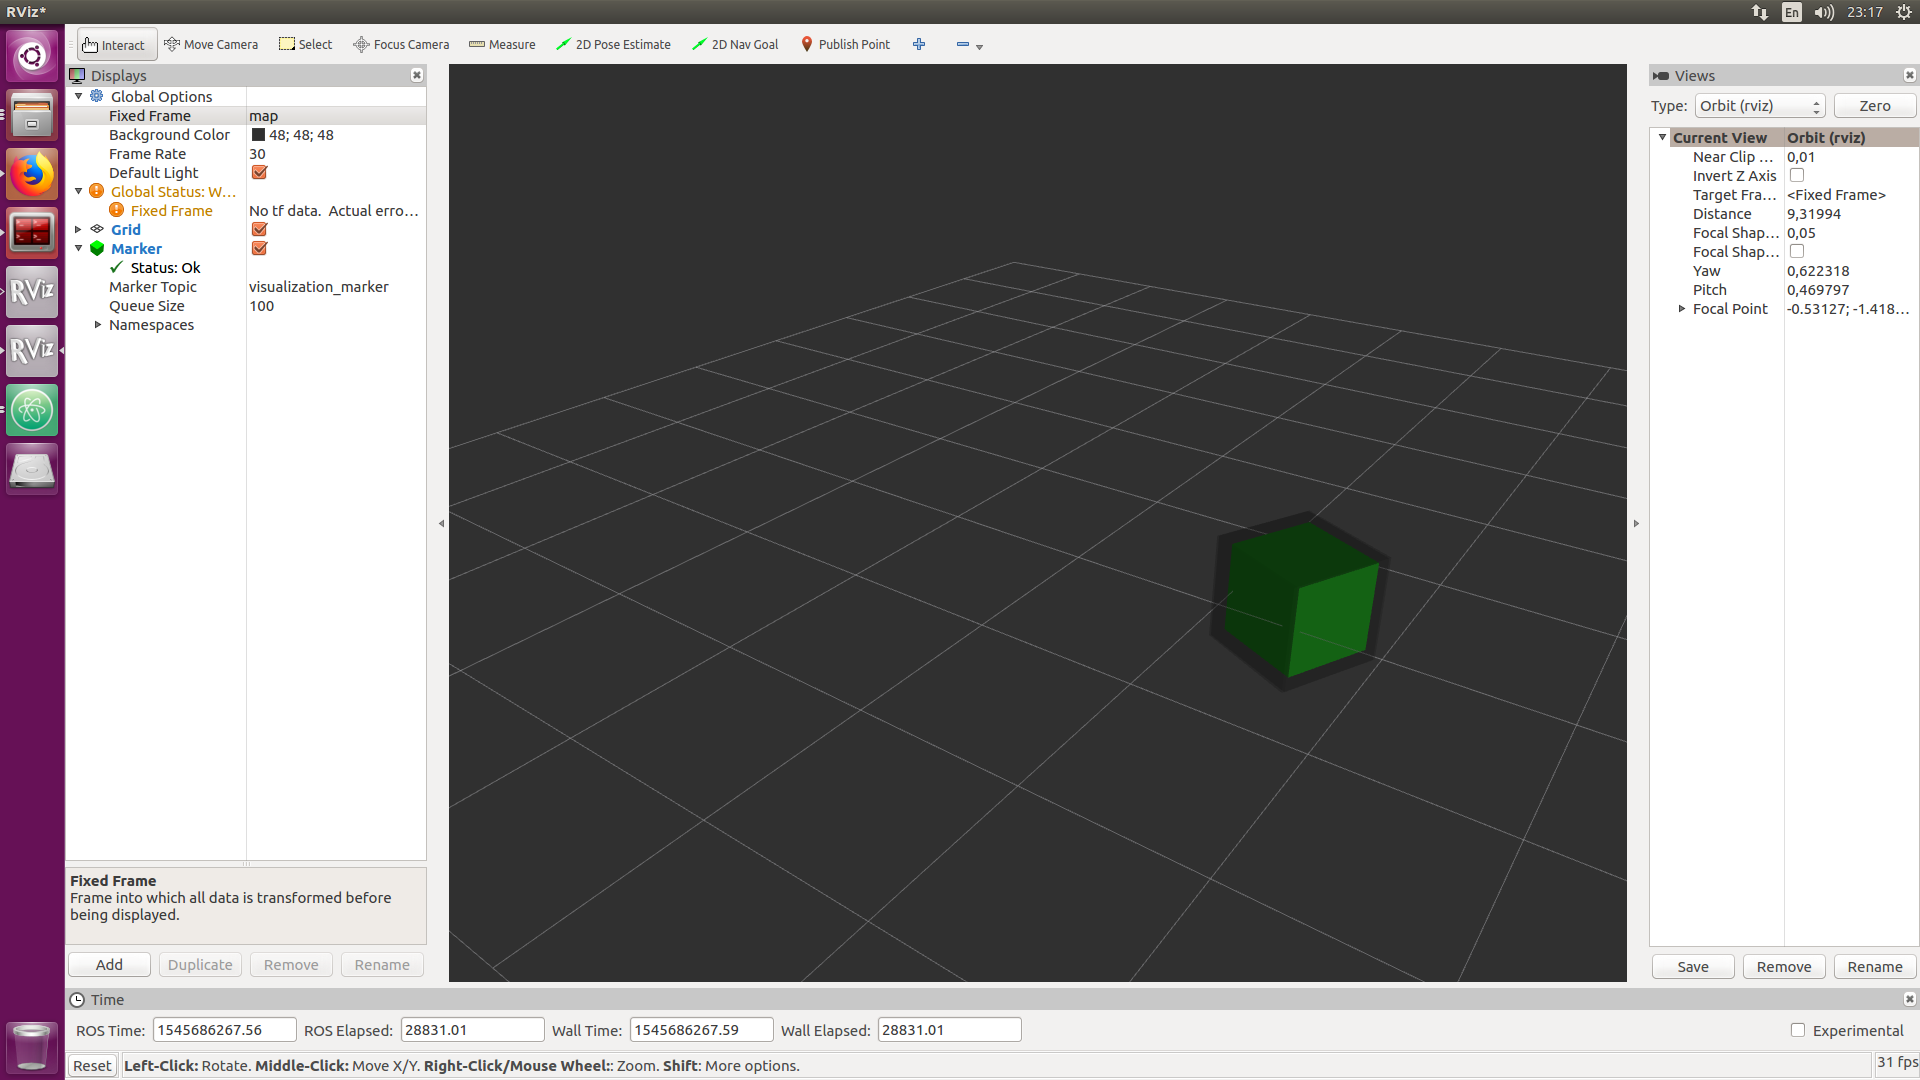 RViz*
En
23:17
Interact
Move Camera
Select
Focus Camera
Measure
2D Pose Estimate
2D Nav Goal
Publish Point
Displays
Global Options
Fixed Frame map
Background Color 48; 48; 48
Frame Rate 30
Default Light
Global Status: W...
Fixed Frame No tf data. Actual erro...
Grid
Marker
Status: Ok
Marker Topic visualization_marker
Queue Size 100
Namespaces
Fixed Frame
Frame into which all data is transformed before
being displayed.
Add Duplicate Remove Rename
RViz
RViz
Views
Type: Orbit (rviz) Zero
Current View Orbit (rviz)
Near Clip ... 0,01
Invert Z Axis
Target Fra... <Fixed Frame>
Distance 9,31994
Focal Shap... 0,05
Focal Shap...
Yaw 0,622318
Pitch 0,469797
Focal Point -0.53127; -1.418...
Save Remove Rename
Time
ROS Time: 1545686267.56 ROS Elapsed: 28831.01 Wall Time: 1545686267.59 Wall Elapsed: 28831.01 Experimental
Reset Left-Click: Rotate. Middle-Click: Move X/Y. Right-Click/Mouse Wheel:: Zoom. Shift: More options. 31 fps